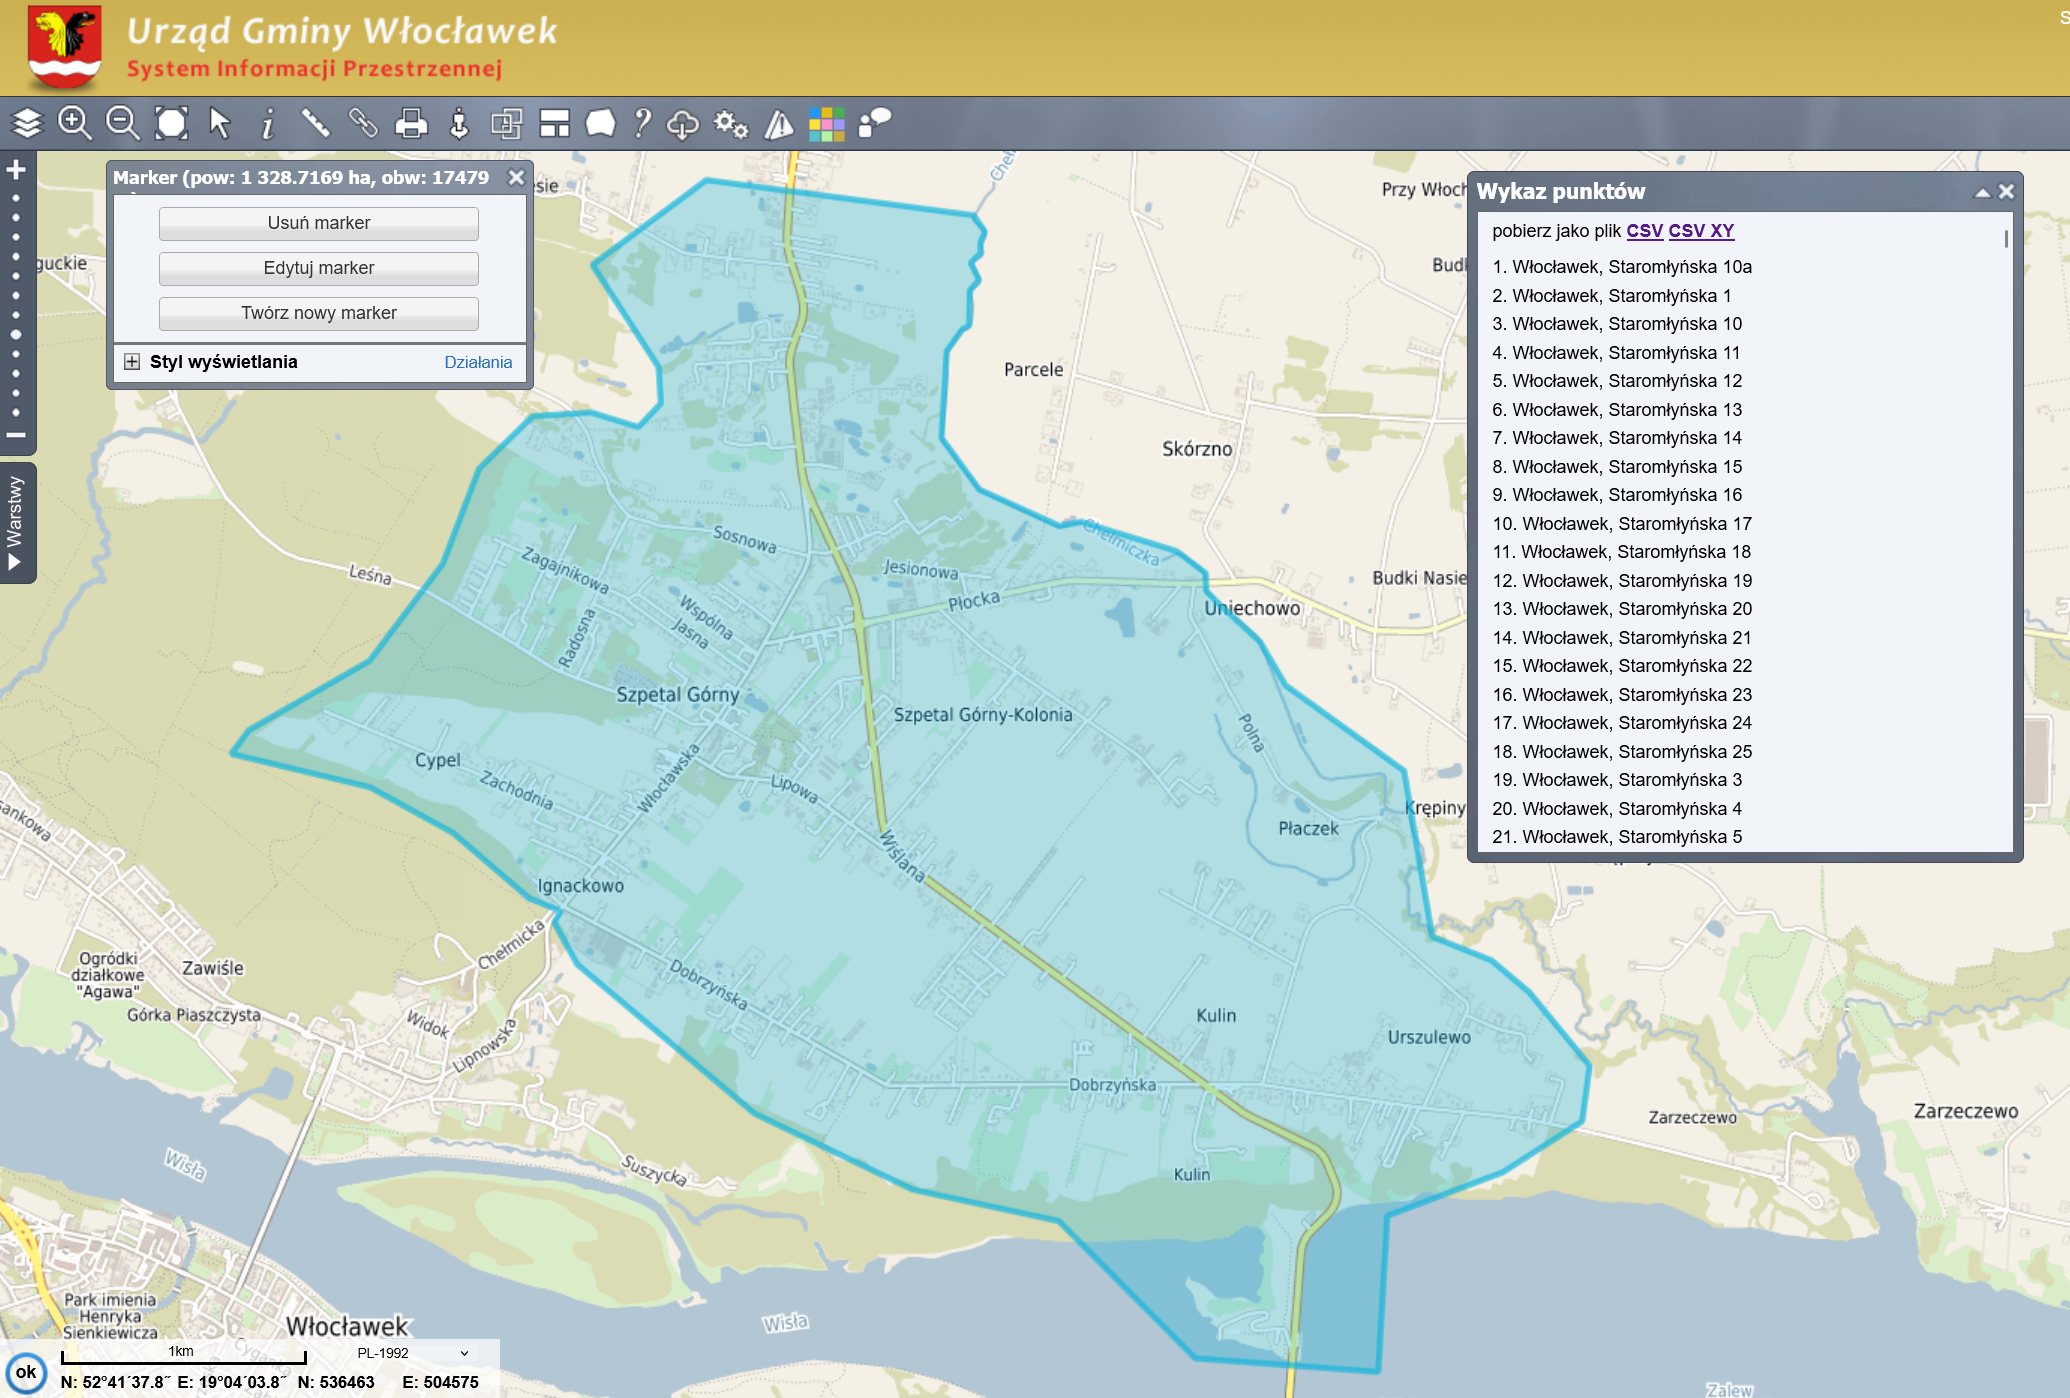 Urząd Gminy Włocławek
System Informacji Przestrzennej
Marker (pow: 1 328.7169 ha, obw: 17479
Usuń marker
Edytuj marker
Twórz nowy marker
Styl wyświetlania
Działania
Warstwy
Wykaz punktów
pobierz jako plik CSV CSV XY
1. Włocławek, Staromłyńska 10a
2. Włocławek, Staromłyńska 1
3. Włocławek, Staromłyńska 10
4. Włocławek, Staromłyńska 11
5. Włocławek, Staromłyńska 12
6. Włocławek, Staromłyńska 13
7. Włocławek, Staromłyńska 14
8. Włocławek, Staromłyńska 15
9. Włocławek, Staromłyńska 16
10. Włocławek, Staromłyńska 17
11. Włocławek, Staromłyńska 18
12. Włocławek, Staromłyńska 19
13. Włocławek, Staromłyńska 20
14. Włocławek, Staromłyńska 21
15. Włocławek, Staromłyńska 22
16. Włocławek, Staromłyńska 23
17. Włocławek, Staromłyńska 24
18. Włocławek, Staromłyńska 25
19. Włocławek, Staromłyńska 3
20. Włocławek, Staromłyńska 4
21. Włocławek, Staromłyńska 5
Parcele
Skórzno
Chełmiczka
Sosnowa
Jesionowa
Zagajnikowa
Leśna
Budki Nasie
Płocka
Uniechowo
Wspólna
Jasna
Radosna
Szpetal Górny
Szpetal Górny-Kolonia
Polna
Cypel
Zachodnia
Włocławska
Lipowa
Krępiny
Płaczek
Wiślana
Ignackowo
Chełmicka
Ogródki
działkowe
"Agawa"
Zawiśle
Dobrzyńska
Górka Piaszczysta
Widok
Lipnowska
Kulin
Urszulewo
Dobrzyńska
Zarzeczewo
Zarzeczewo
Wisła
Suszycka
Kulin
Park imienia
Henryka
Sienkiewicza
Włocławek
Wisła
Cyganka
Zalew
1km
PL-1992
ok
N: 52°41´37.8˝ E: 19°04´03.8˝ N: 536463 E: 504575